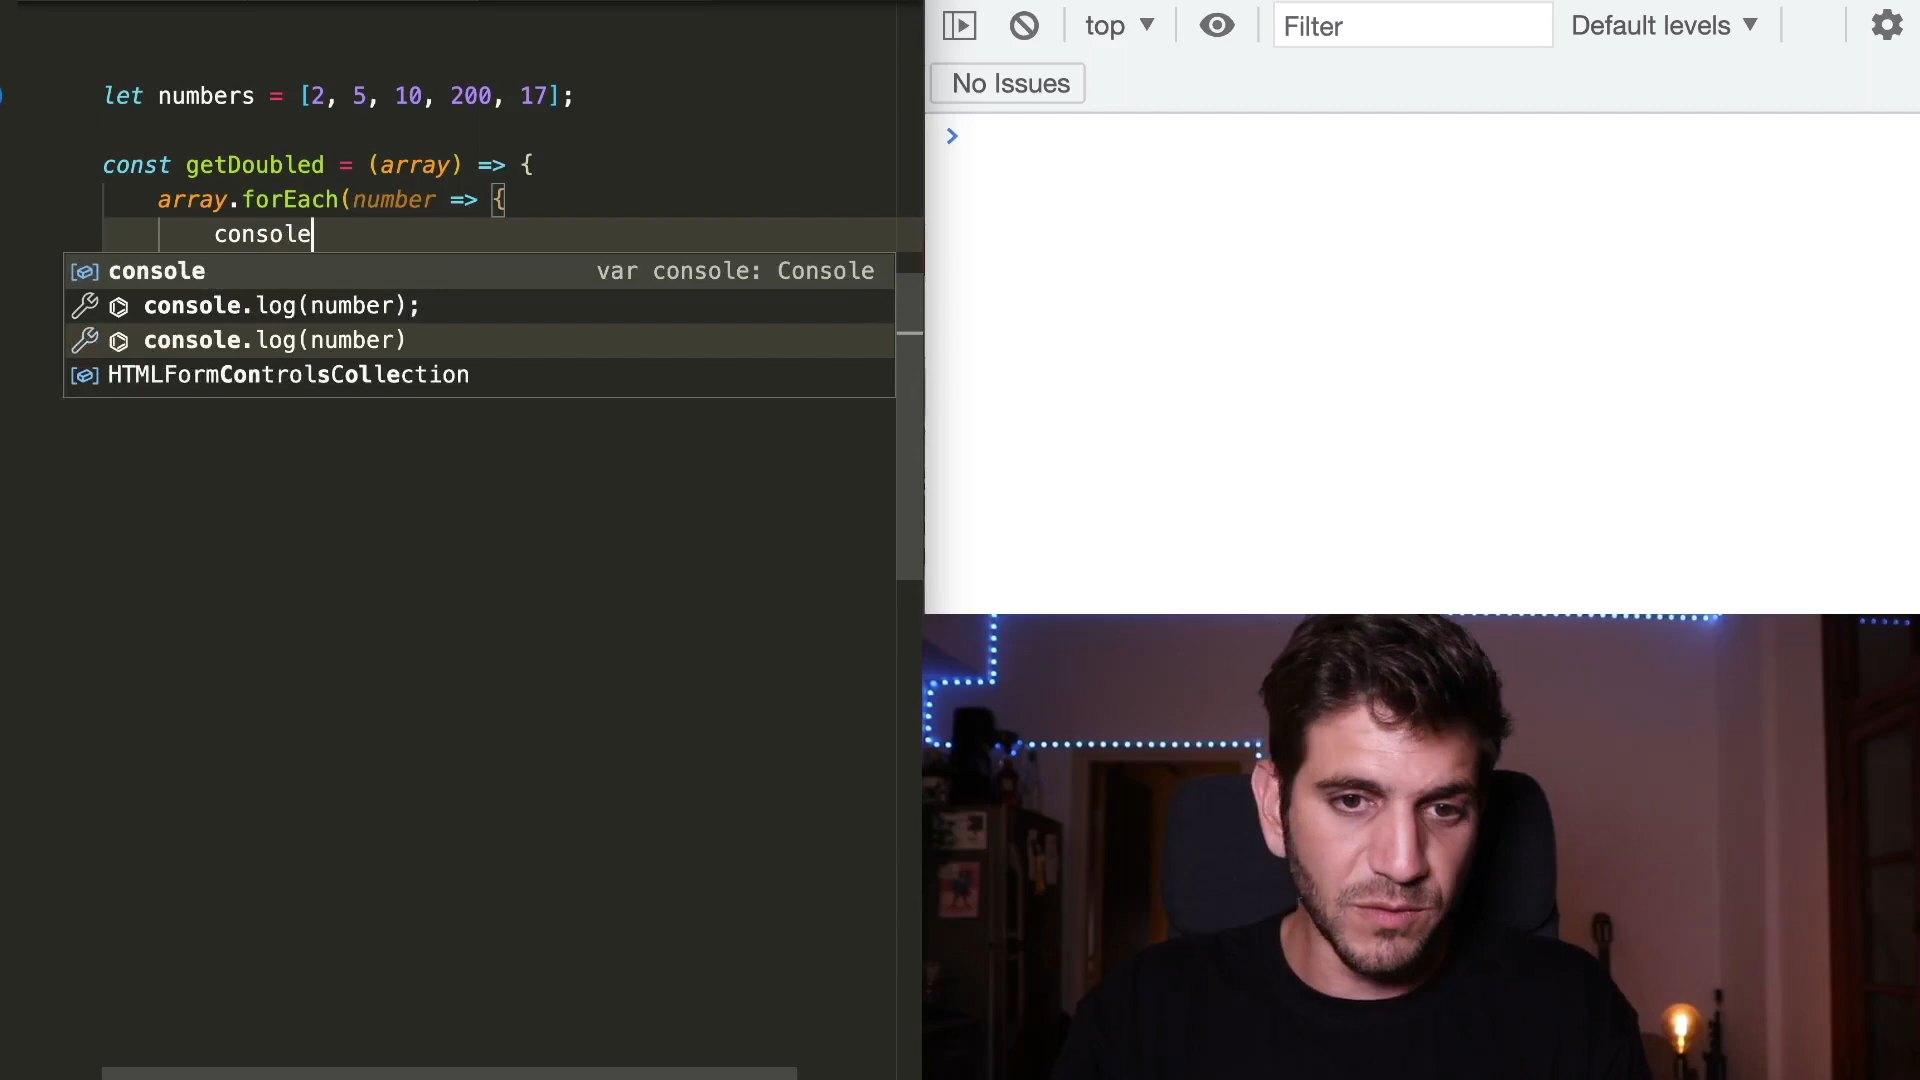 let numbers = [2, 5, 10, 200, 17];
const getDoubled = (array) => {
array.forEach(number => {
console
console var console: Console
console.log(number);
console.log(number)
HTMLFormControlsCollection
top Filter Default levels
No Issues